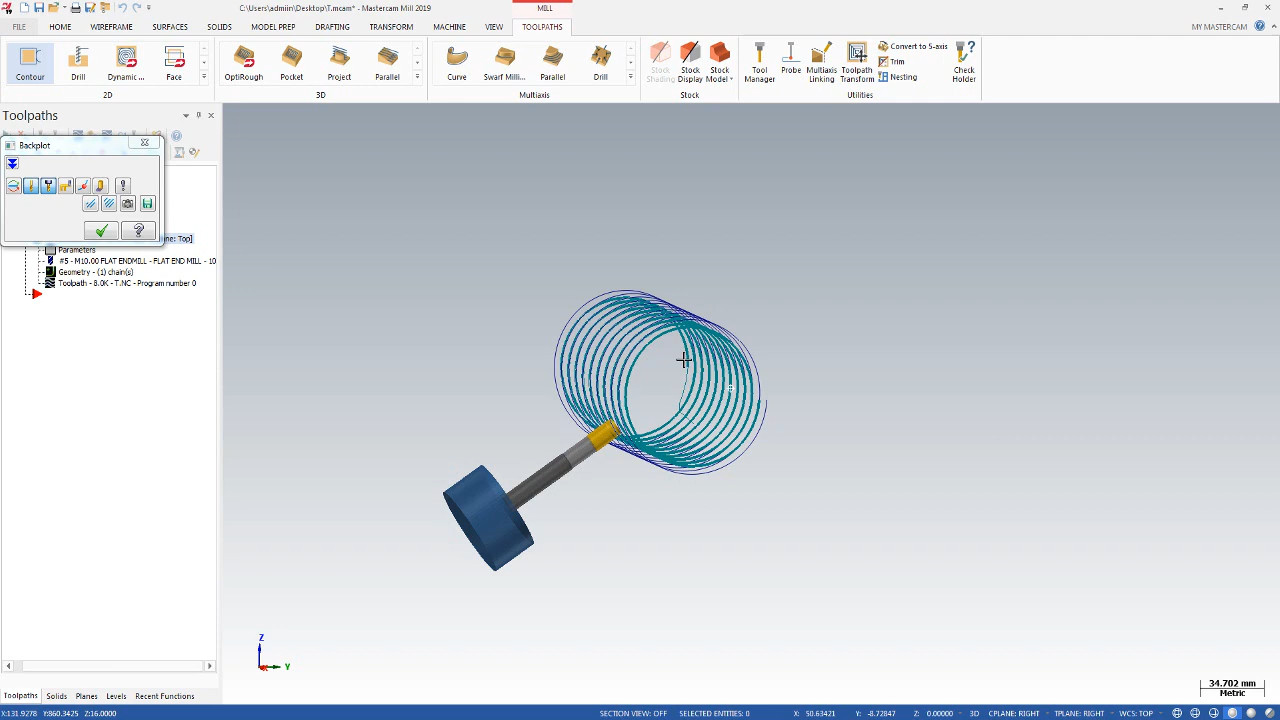 C:\Users\admiin\Desktop\T.mcam* - Mastercam Mill 2019
MILL
FILE HOME WIREFRAME SURFACES SOLIDS MODEL PREP DRAFTING TRANSFORM MACHINE VIEW TOOLPATHS MY MASTERCAM
Contour Drill Dynamic ... Face OptiRough Pocket Project Parallel Curve Swarf Milli... Parallel Drill
Stock Shading Stock Display Stock Model Tool Manager Probe Multiaxis Linking Toolpath Transform
Convert to 5-axis
Trim
Nesting
Check Holder
2D 3D Multiaxis Stock Utilities
Toolpaths
Backplot
ne: Top]
Parameters
#5 - M10.00 FLAT ENDMILL - FLAT END MILL - 10
Geometry - (1) chain(s)
Toolpath - 8.0K - T.NC - Program number 0
Z
Y
34.702 mm
Metric
Toolpaths Solids Planes Levels Recent Functions
X:131.9278 Y:860.3425 Z:16.0000 SECTION VIEW: OFF SELECTED ENTITIES: 0 X: 50.63421 Y: -8.72847 Z: 0.00000 3D CPLANE: RIGHT TPLANE: RIGHT WCS: TOP